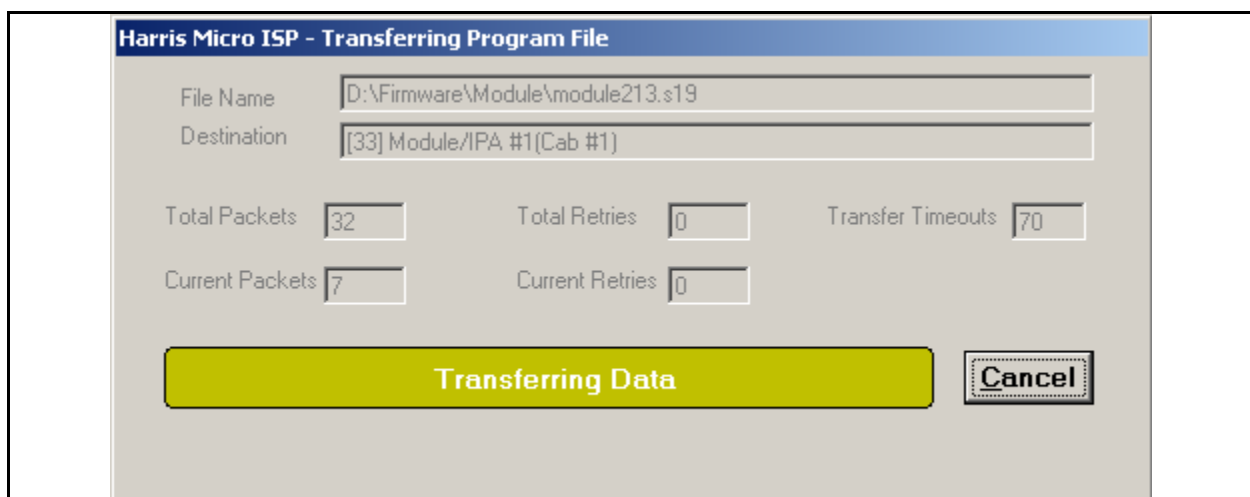 Harris Micro ISP - Transferring Program File
File Name D:\Firmware\Module\module213.s19
Destination [33] Module/IPA #1(Cab #1)
Total Packets 32 Total Retries 0 Transfer Timeouts 70
Current Packets 7 Current Retries 0
Transferring Data Cancel